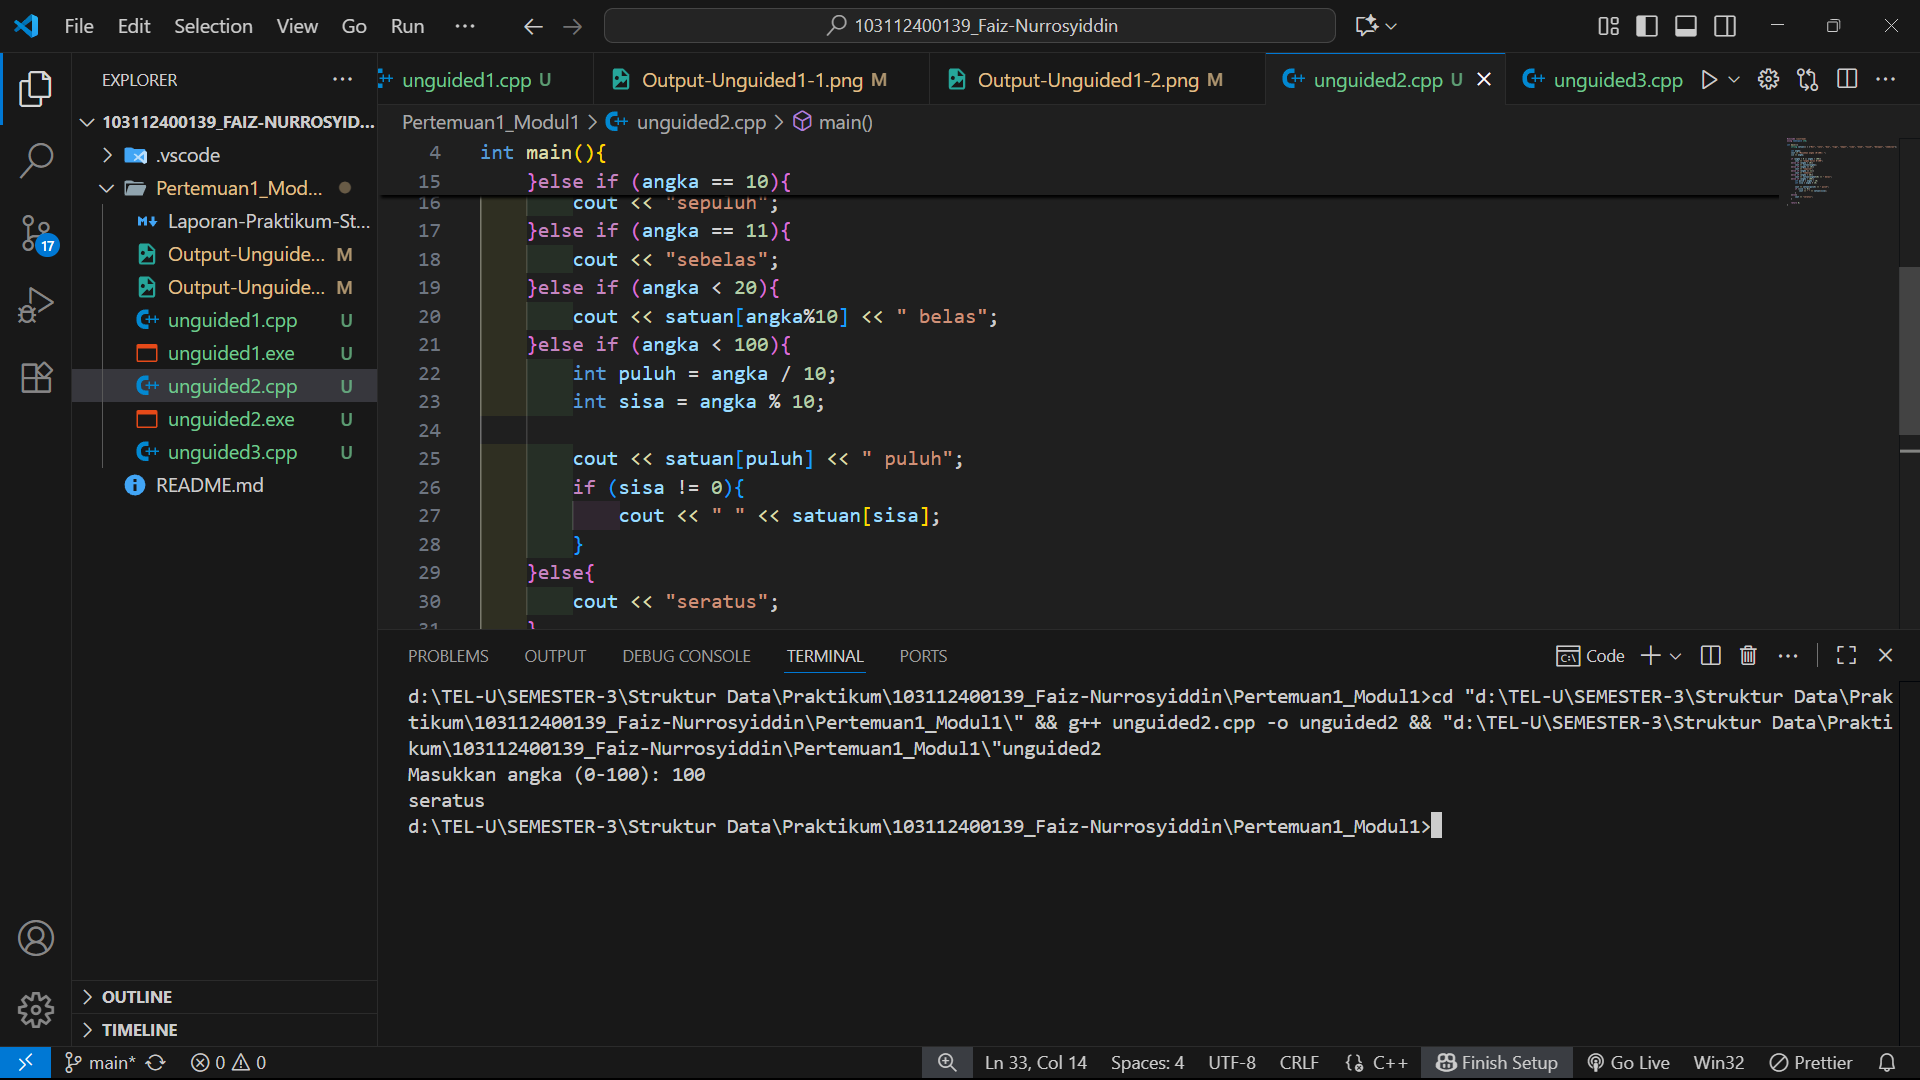 File Edit Selection View Go Run ··· 103112400139_Faiz-Nurrosyiddin
EXPLORER
103112400139_FAIZ-NURROSYID...
.vscode
Pertemuan1_Mod...
Laporan-Praktikum-St...
Output-Unguide... M
Output-Unguide... M
unguided1.cpp U
unguided1.exe U
unguided2.cpp U
unguided2.exe U
unguided3.cpp U
README.md
17
OUTLINE
TIMELINE
unguided1.cpp U Output-Unguided1-1.png M Output-Unguided1-2.png M unguided2.cpp U unguided3.cpp
Pertemuan1_Modul1 > unguided2.cpp > main()
4 int main(){
15 }else if (angka == 10){
16 cout << "sepuluh";
17 }else if (angka == 11){
18 cout << "sebelas";
19 }else if (angka < 20){
20 cout << satuan[angka%10] << " belas";
21 }else if (angka < 100){
22 int puluh = angka / 10;
23 int sisa = angka % 10;
24
25 cout << satuan[puluh] << " puluh";
26 if (sisa != 0){
27 cout << " " << satuan[sisa];
28 }
29 }else{
30 cout << "seratus";
31 }
PROBLEMS OUTPUT DEBUG CONSOLE TERMINAL PORTS Code
d:\TEL-U\SEMESTER-3\Struktur Data\Praktikum\103112400139_Faiz-Nurrosyiddin\Pertemuan1_Modul1>cd "d:\TEL-U\SEMESTER-3\Struktur Data\Prak
tikum\103112400139_Faiz-Nurrosyiddin\Pertemuan1_Modul1\" && g++ unguided2.cpp -o unguided2 && "d:\TEL-U\SEMESTER-3\Struktur Data\Prakti
kum\103112400139_Faiz-Nurrosyiddin\Pertemuan1_Modul1\"unguided2
Masukkan angka (0-100): 100
seratus
d:\TEL-U\SEMESTER-3\Struktur Data\Praktikum\103112400139_Faiz-Nurrosyiddin\Pertemuan1_Modul1>
main* 0 0 Ln 33, Col 14 Spaces: 4 UTF-8 CRLF {} C++ Finish Setup Go Live Win32 Prettier